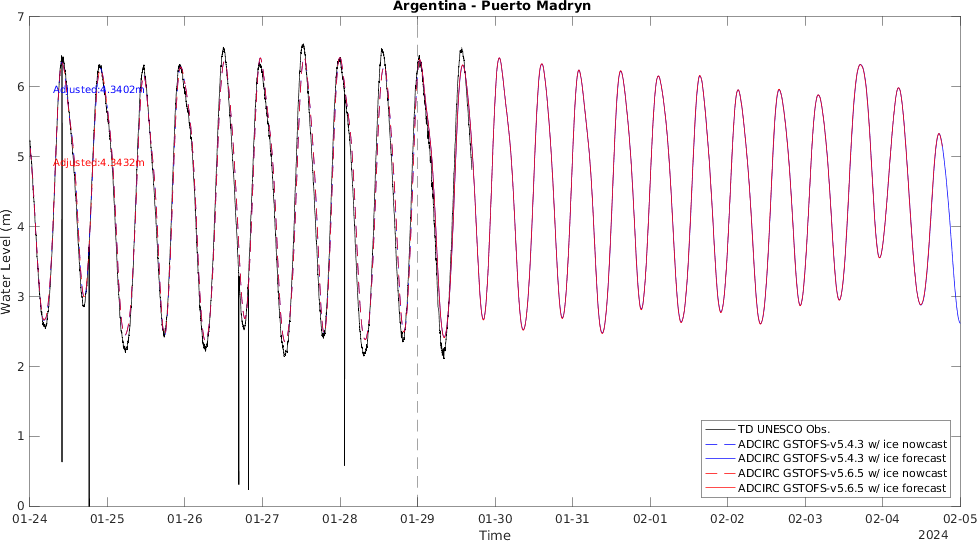 Argentina - Puerto Madryn
7
6
5
4
3
2
1
0
Water Level (m)
Adjusted:4.3402m
Adjusted:4.3432m
TD UNESCO Obs.
ADCIRC GSTOFS-v5.4.3 w/ ice nowcast
ADCIRC GSTOFS-v5.4.3 w/ ice forecast
ADCIRC GSTOFS-v5.6.5 w/ ice nowcast
ADCIRC GSTOFS-v5.6.5 w/ ice forecast
01-24 01-25 01-26 01-27 01-28 01-29 01-30 01-31 02-01 02-02 02-03 02-04 02-05
Time
2024